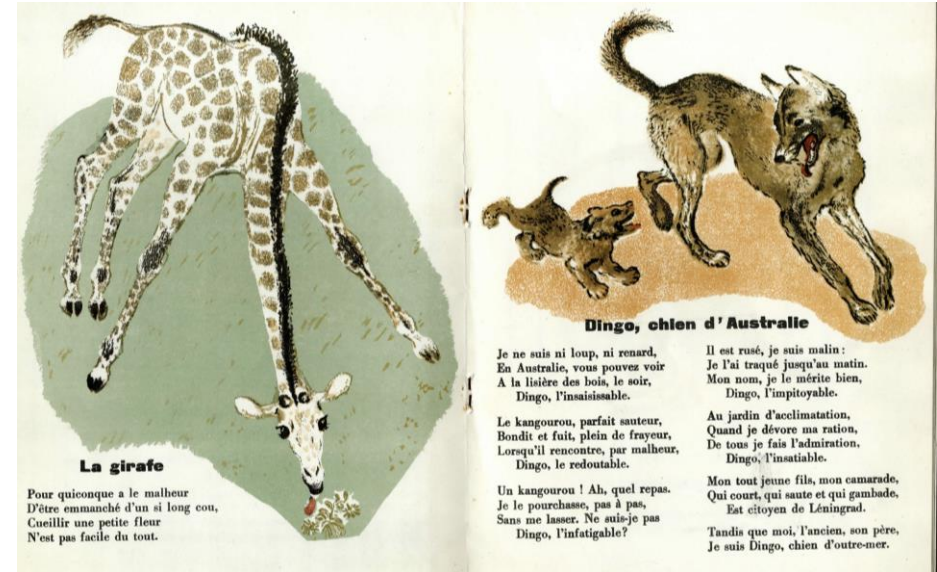 La girafe
Pour quiconque a le malheur
D'être emmanché d'un si long cou,
Cueillir une petite fleur
N'est pas facile du tout.
Dingo, chien d'Australie
Je ne suis ni loup, ni renard,
En Australie, vous pouvez voir
A la lisière des bois, le soir,
Dingo, l'insaisissable.
Le kangourou, parfait sauteur,
Bondit et fuit, plein de frayeur,
Lorsqu'il rencontre, par malheur,
Dingo, le redoutable.
Un kangourou ! Ah, quel repas.
Je le pourchasse, pas à pas,
Sans me lasser. Ne suis-je pas
Dingo, l'infatigable?
Il est rusé, je suis malin :
Je l'ai traqué jusqu'au matin.
Mon nom, je le mérite bien,
Dingo, l'impitoyable.
Au jardin d'acclimatation,
Quand je dévore ma ration,
De tous je fais l'admiration,
Dingo, l'insatiable.
Mon tout jeune fils, mon camarade,
Qui court, qui saute et qui gambade,
Est citoyen de Léningrad.
Tandis que moi, l'ancien, son père,
Je suis Dingo, chien d'outre-mer.